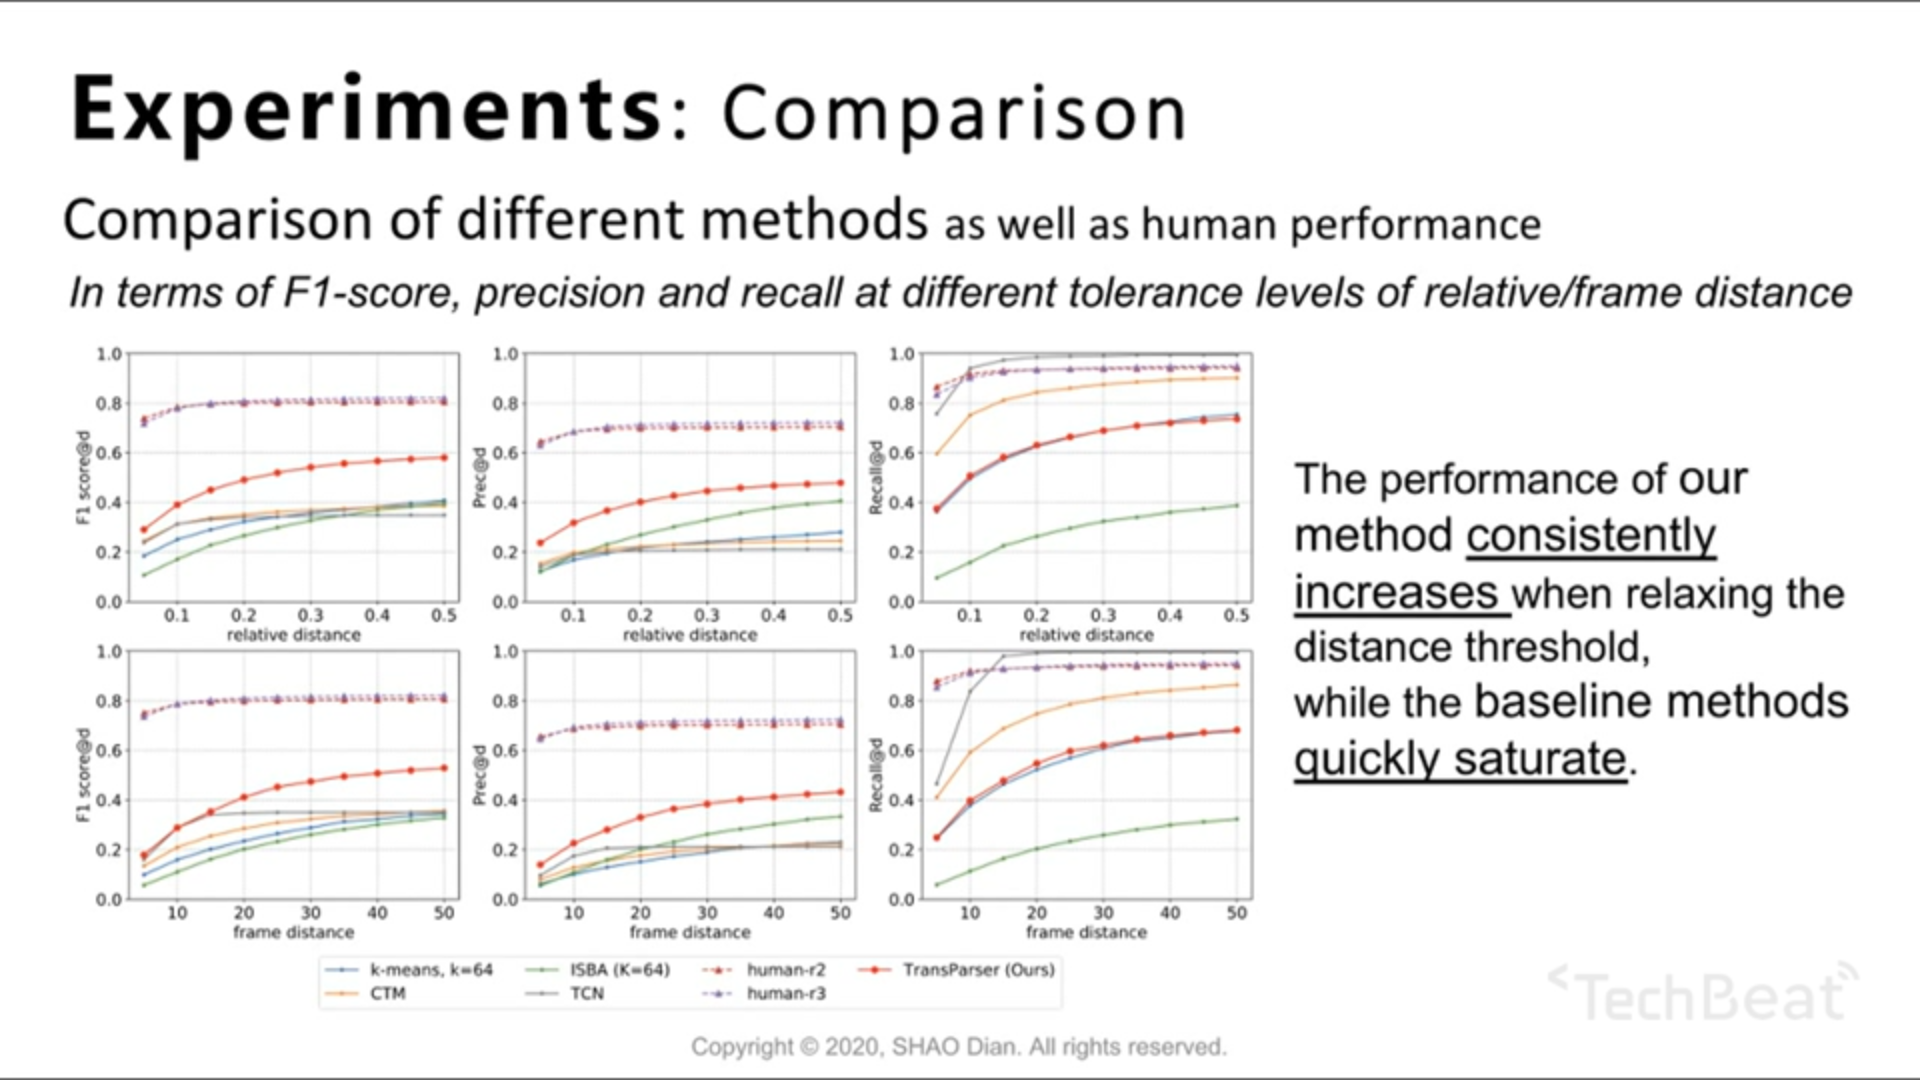 Experiments: Comparison
Comparison of different methods as well as human performance
In terms of F1-score, precision and recall at different tolerance levels of relative/frame distance
1.0
0.8
0.6
0.4
0.2
0.0
F1 score@d
0.1 0.2 0.3 0.4 0.5
relative distance
1.0
0.8
0.6
0.4
0.2
0.0
Prec@d
0.1 0.2 0.3 0.4 0.5
relative distance
1.0
0.8
0.6
0.4
0.2
0.0
Recall@d
0.1 0.2 0.3 0.4 0.5
relative distance
1.0
0.8
0.6
0.4
0.2
0.0
F1 score@d
10 20 30 40 50
frame distance
1.0
0.8
0.6
0.4
0.2
0.0
Prec@d
10 20 30 40 50
frame distance
1.0
0.8
0.6
0.4
0.2
0.0
Recall@d
10 20 30 40 50
frame distance
k-means, k=64 ISBA (K=64) human-r2 TransParser (Ours)
CTM TCN human-r3
The performance of our
method consistently
increases when relaxing the
distance threshold,
while the baseline methods
quickly saturate.
TechBeat
Copyright © 2020, SHAO Dian. All rights reserved.